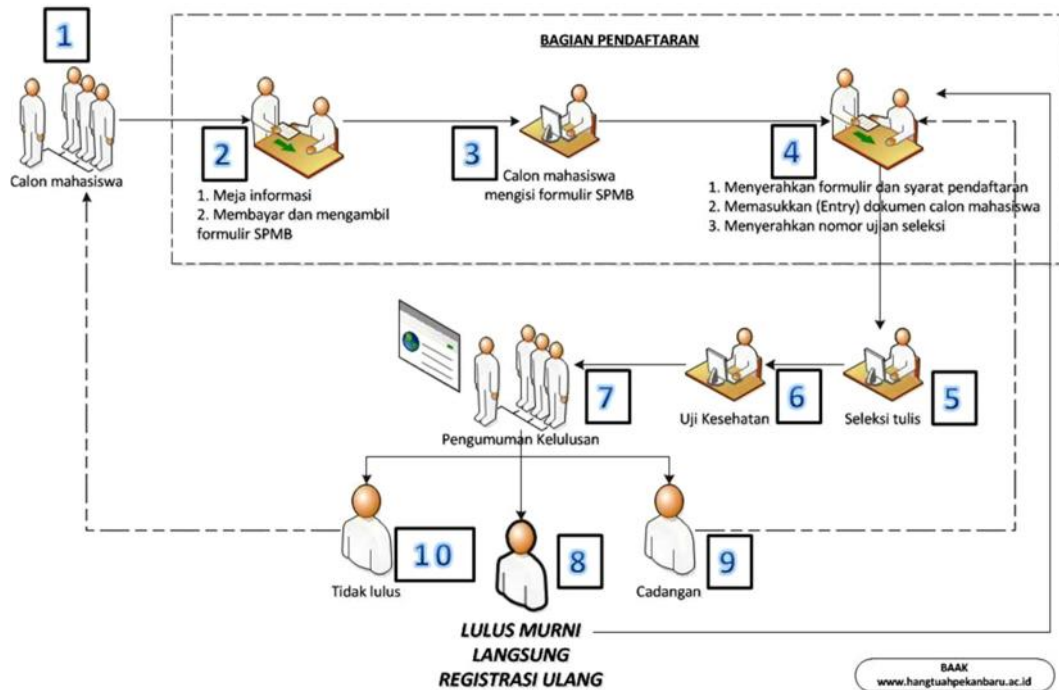 BAGIAN PENDAFTARAN
1
Calon mahasiswa
2
1. Meja informasi
2. Membayar dan mengambil
formulir SPMB
3
Calon mahasiswa
mengisi formulir SPMB
4
1. Menyerahkan formulir dan syarat pendaftaran
2. Memasukkan (Entry) dokumen calon mahasiswa
3. Menyerahkan nomor ujian seleksi
7
Pengumuman Kelulusan
6
Uji Kesehatan
5
Seleksi tulis
10
Tidak lulus
8
LULUS MURNI
LANGSUNG
REGISTRASI ULANG
9
Cadangan
BAAK
www.hangtuahpekanbaru.ac.id